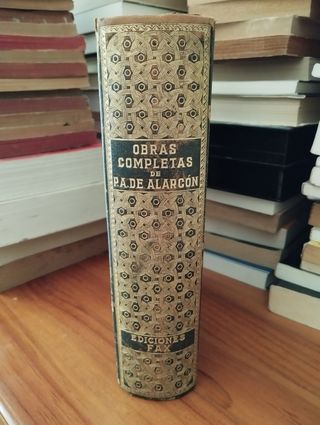 OBRAS
COMPLETAS
DE
P.A. DE ALARCÓN
EDICIONES
FAX